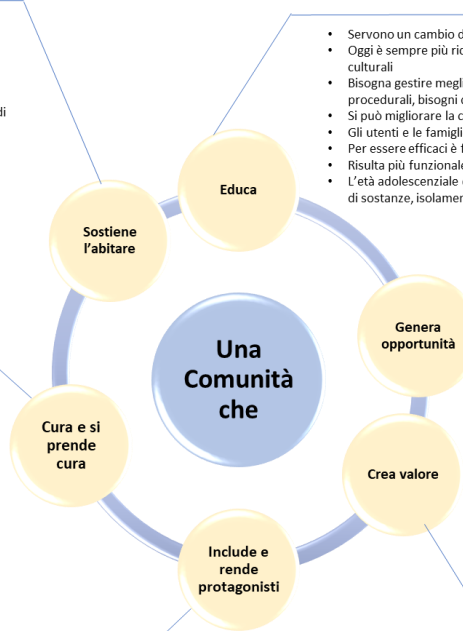 • Servono un cambio d
• Oggi è sempre più ric
culturali
• Bisogna gestire megli
procedurali, bisogni d
• Si può migliorare la c
• Gli utenti e le famigli
• Per essere efficaci è f
• Risulta più funzionale
• L'età adolescenziale
di sostanze, isolamen
di
Educa
Sostiene
l'abitare
Genera
opportunità
Una
Comunità
che
Cura e si
prende
cura
Crea valore
Include e
rende
protagonisti